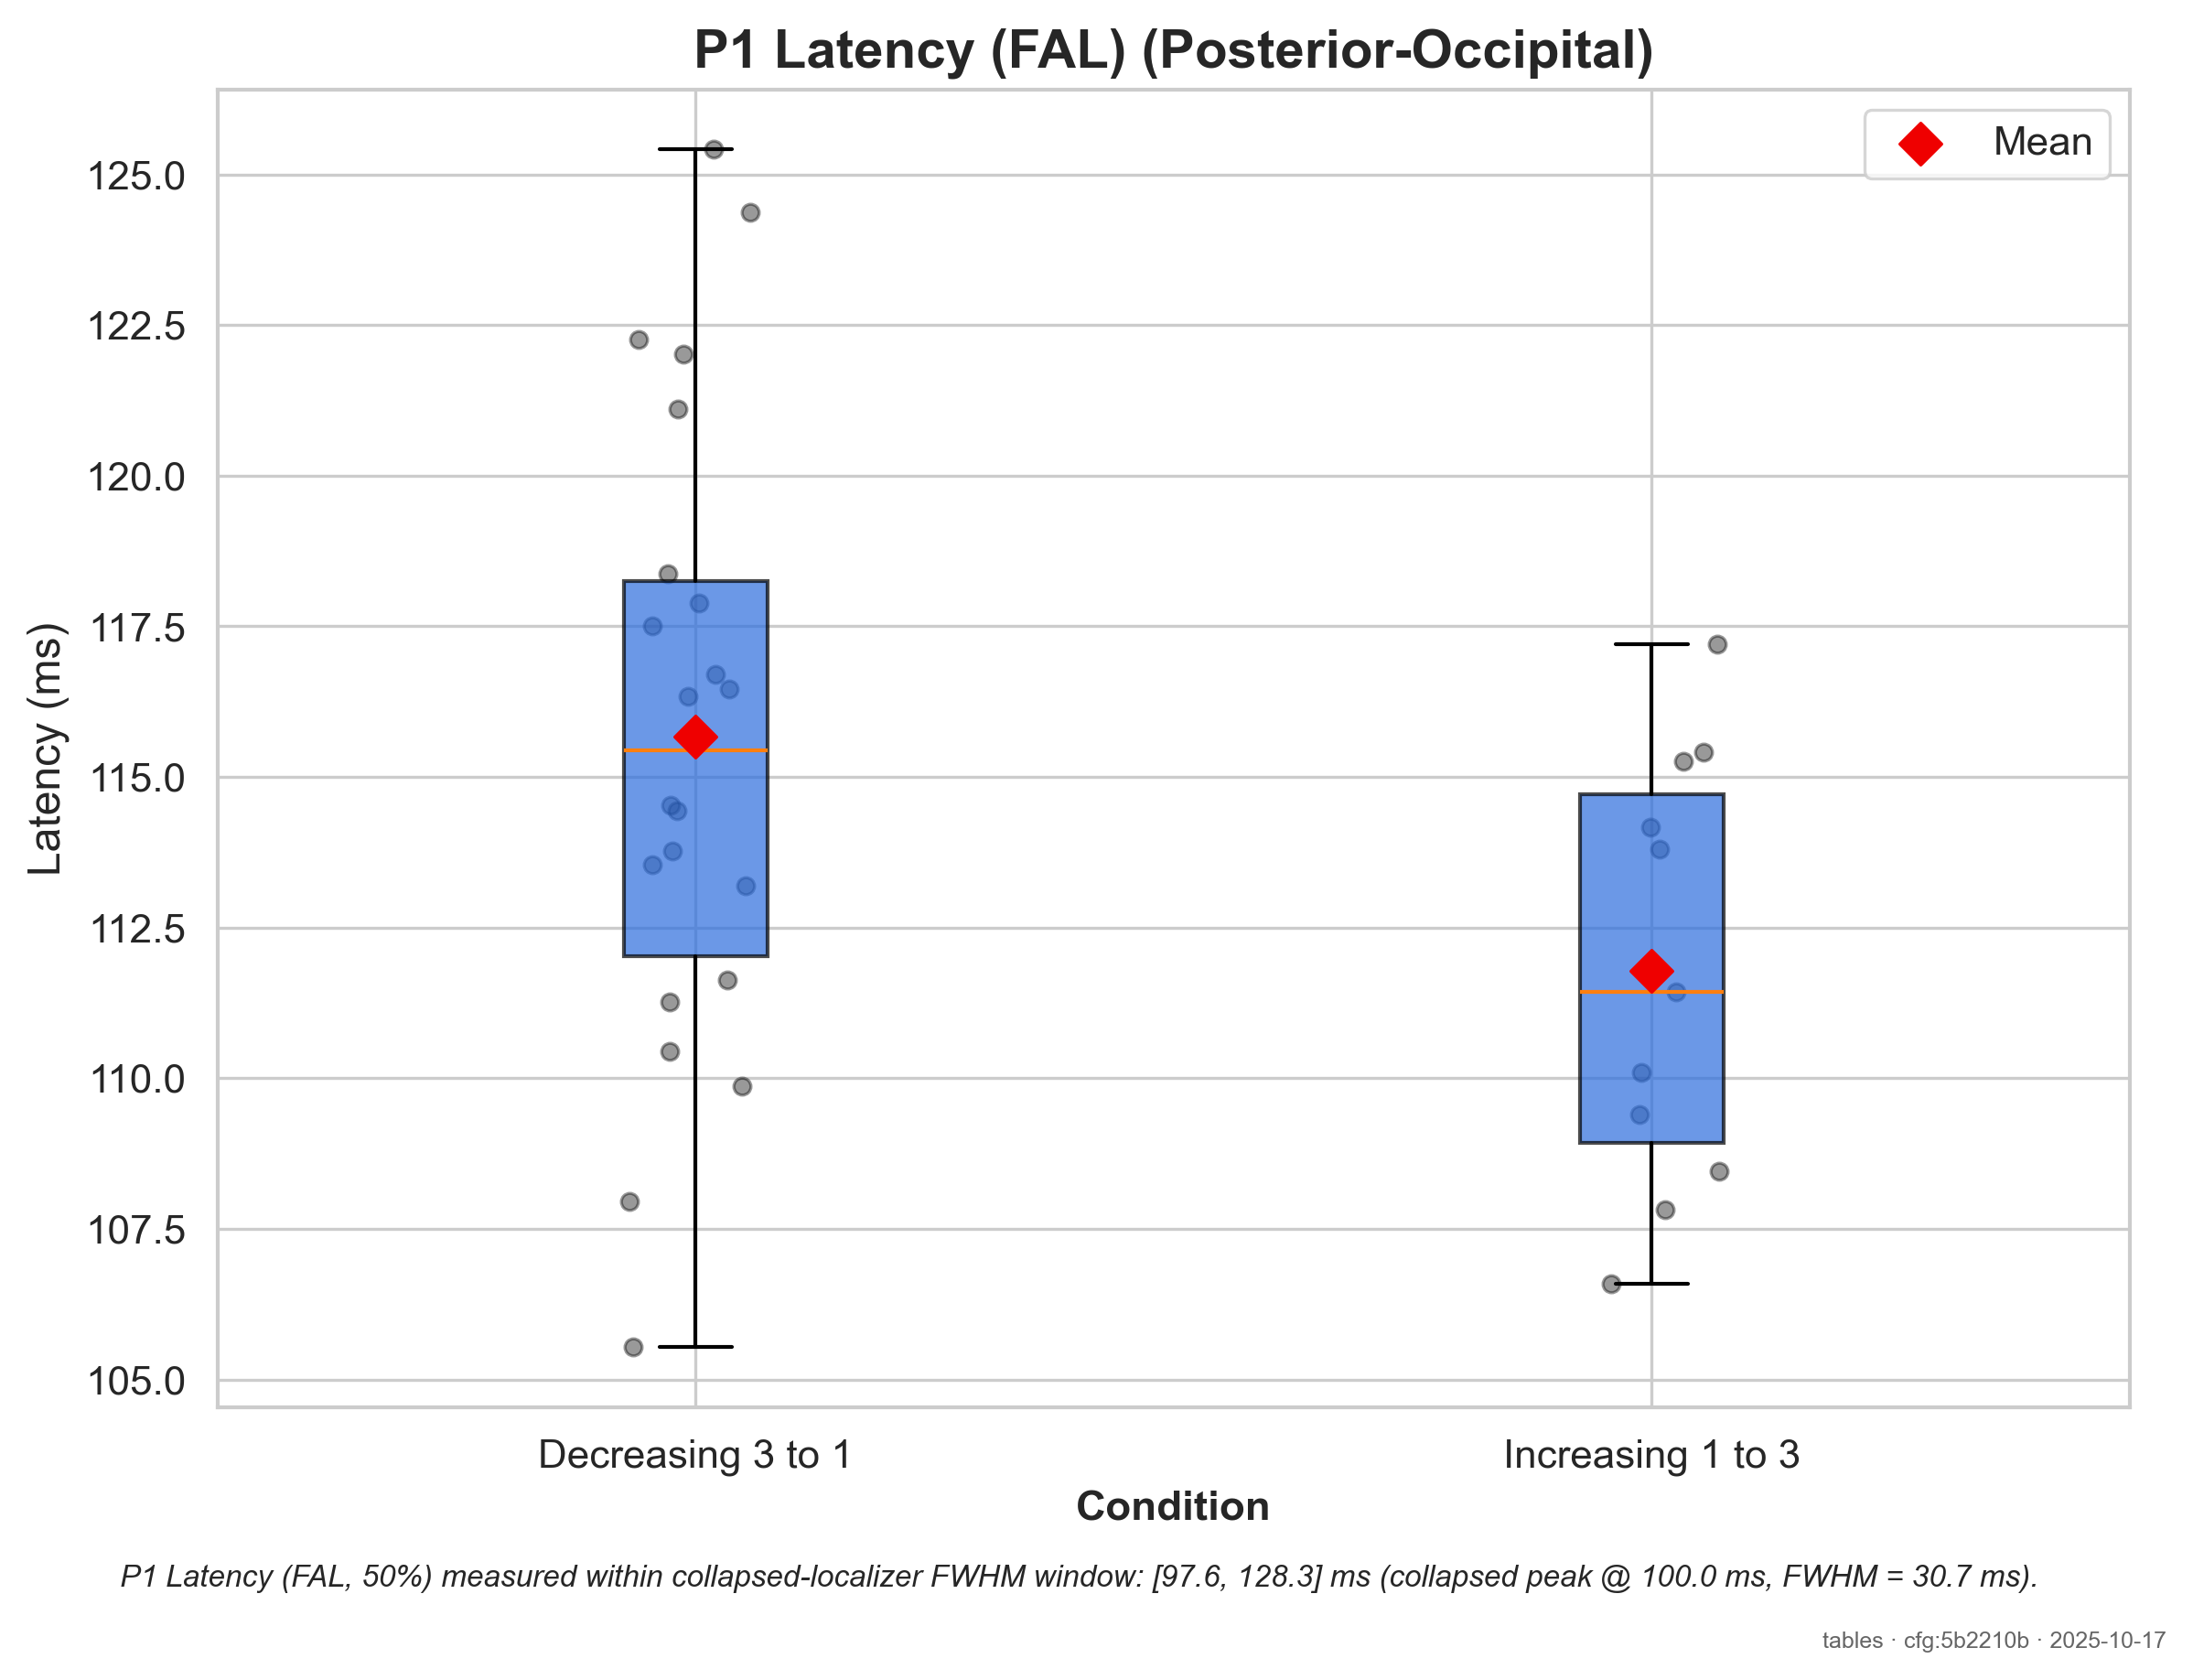 P1 Latency (FAL) (Posterior-Occipital)
Mean
125.0
122.5
120.0
117.5
115.0
112.5
110.0
107.5
105.0
Latency (ms)
Decreasing 3 to 1
Increasing 1 to 3
Condition
P1 Latency (FAL, 50%) measured within collapsed-localizer FWHM window: [97.6, 128.3] ms (collapsed peak @ 100.0 ms, FWHM = 30.7 ms).
tables · cfg:5b2210b · 2025-10-17